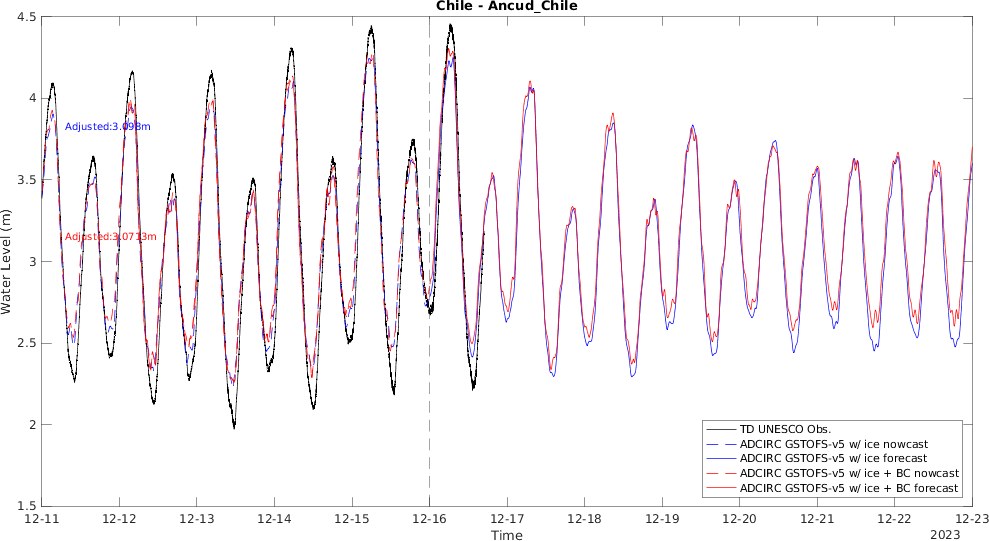 Chile - Ancud_Chile
4.5
4
3.5
3
2.5
2
1.5
Water Level (m)
Adjusted:3.098m
Adjusted:3.0713m
TD UNESCO Obs.
ADCIRC GSTOFS-v5 w/ ice nowcast
ADCIRC GSTOFS-v5 w/ ice forecast
ADCIRC GSTOFS-v5 w/ ice + BC nowcast
ADCIRC GSTOFS-v5 w/ ice + BC forecast
12-11 12-12 12-13 12-14 12-15 12-16 12-17 12-18 12-19 12-20 12-21 12-22 12-23
Time
2023